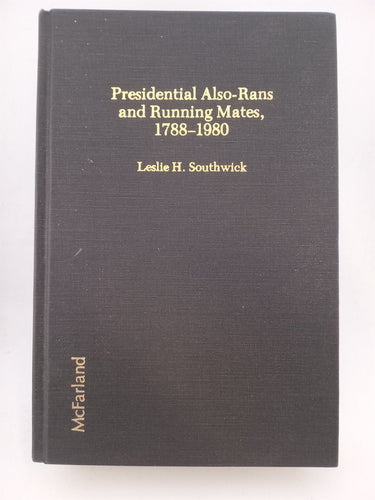 Presidential Also-Rans
and Running Mates,
1788–1980
Leslie H. Southwick
McFarland